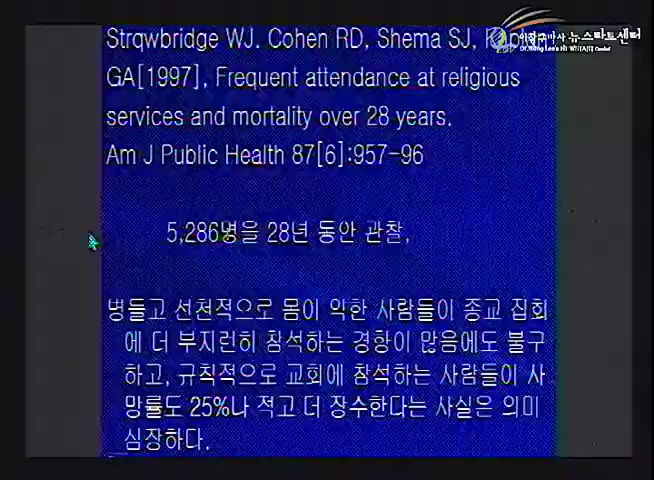 Strqwbridge WJ. Cohen RD, Shema SJ,
GA[1997], Frequent attendance at religious
services and mortality over 28 years.
Am J Public Health 87[6]:957-96
5,286명을 28년 동안 관찰,
병들고 선천적으로 몸이 약한 사람들이 종교 집회
에 더 부지런히 참석하는 경향이 많음에도 불구
하고, 규칙적으로 교회에 참석하는 사람들이 사
망률도 25%나 적고 더 장수한다는 사실은 의미
심장하다.
이상구박사 뉴스타트센터